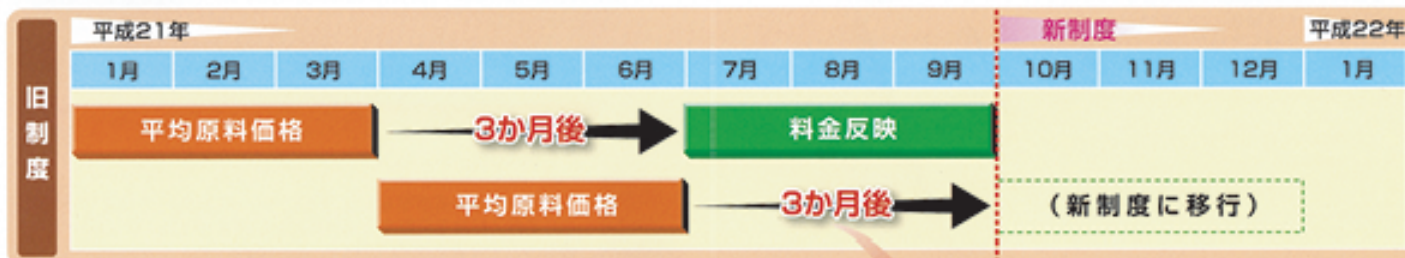 旧制度
平成21年 新制度 平成22年
1月 2月 3月 4月 5月 6月 7月 8月 9月 10月 11月 12月 1月
平均原料価格 3か月後 料金反映
平均原料価格 3か月後 (新制度に移行)